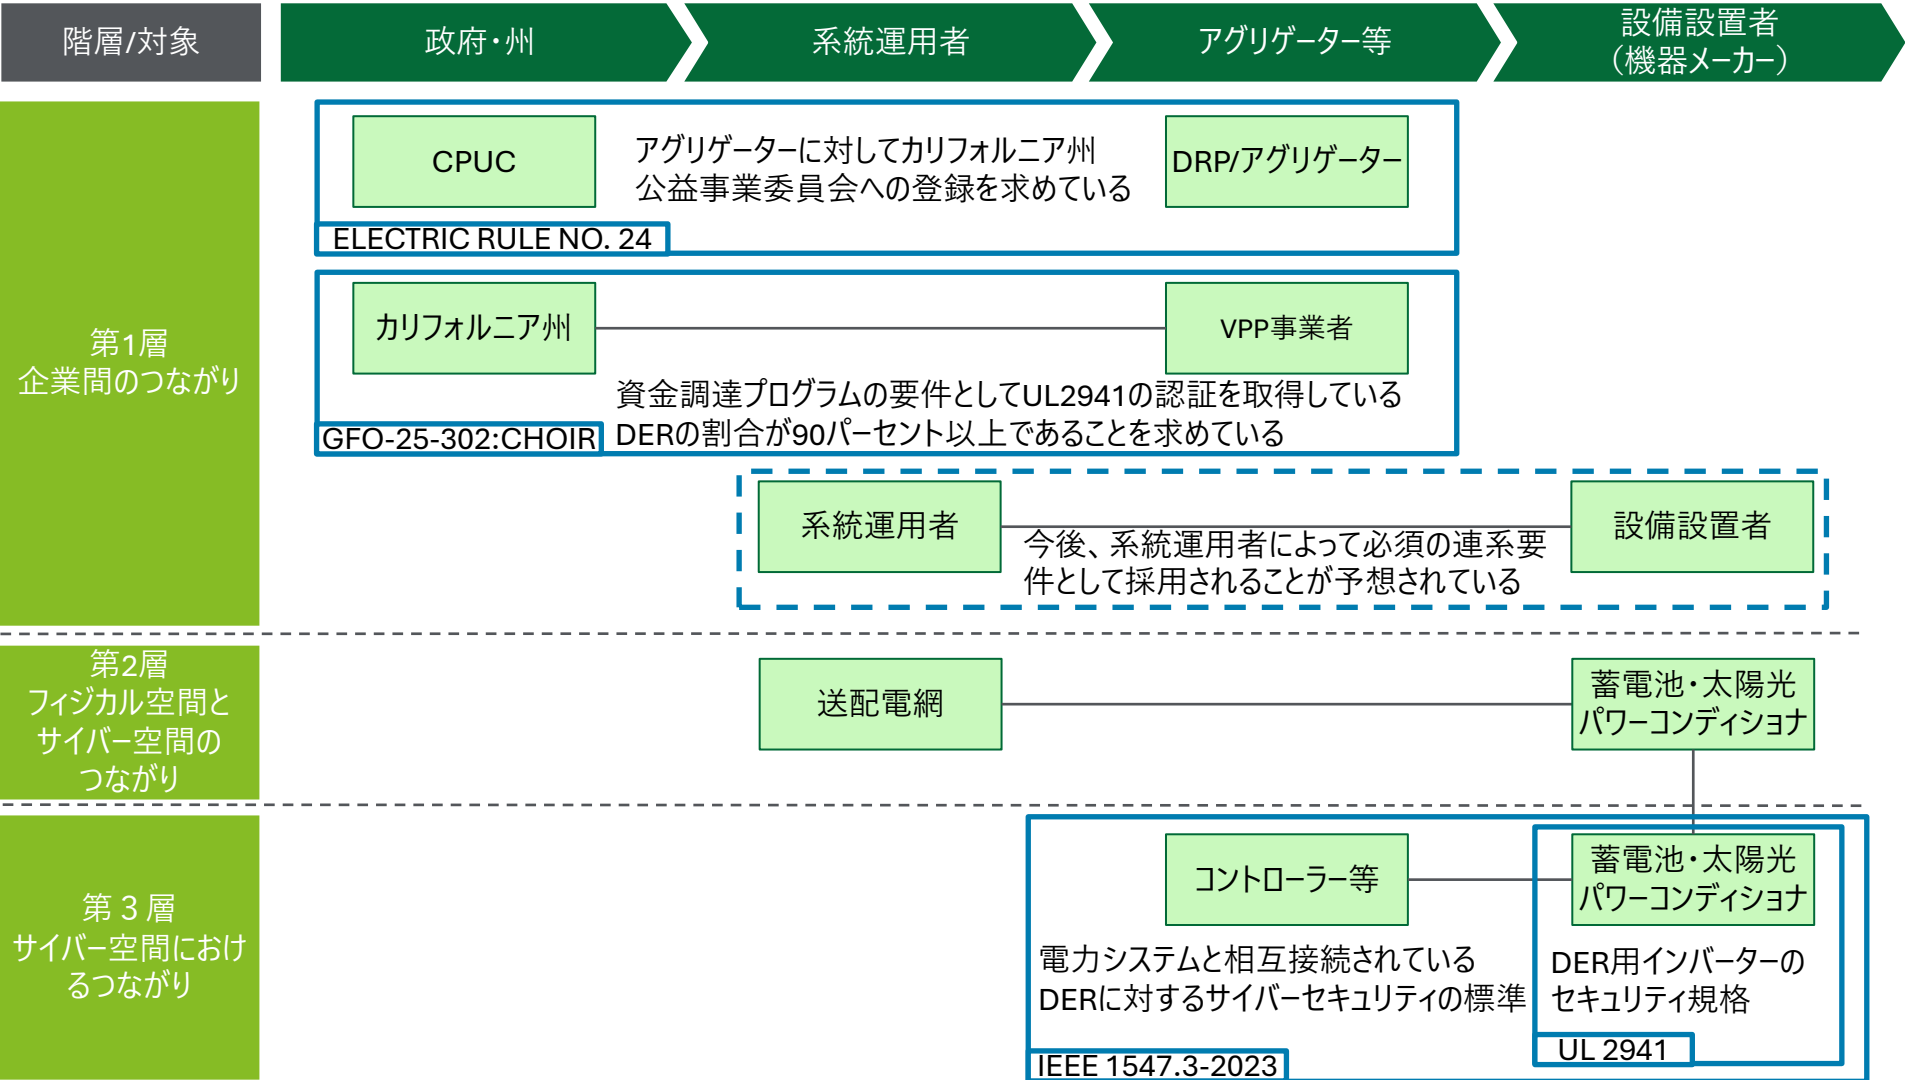 階層/対象
政府・州
系統運用者
アグリゲーター等
設備設置者
（機器メーカー）
第1層
企業間のつながり
CPUC
アグリゲーターに対してカリフォルニア州
公益事業委員会への登録を求めている
DRP/アグリゲーター
ELECTRIC RULE NO. 24
カリフォルニア州
VPP事業者
資金調達プログラムの要件としてUL2941の認証を取得している
DERの割合が90パーセント以上であることを求めている
GFO-25-302:CHOIR
系統運用者
設備設置者
今後、系統運用者によって必須の連系要
件として採用されることが予想されている
第2層
フィジカル空間と
サイバー空間の
つながり
送配電網
蓄電池・太陽光
パワーコンディショナ
第３層
サイバー空間におけ
るつながり
コントローラー等
蓄電池・太陽光
パワーコンディショナ
電力システムと相互接続されている
DERに対するサイバーセキュリティの標準
DER用インバーターの
セキュリティ規格
UL 2941
IEEE 1547.3-2023